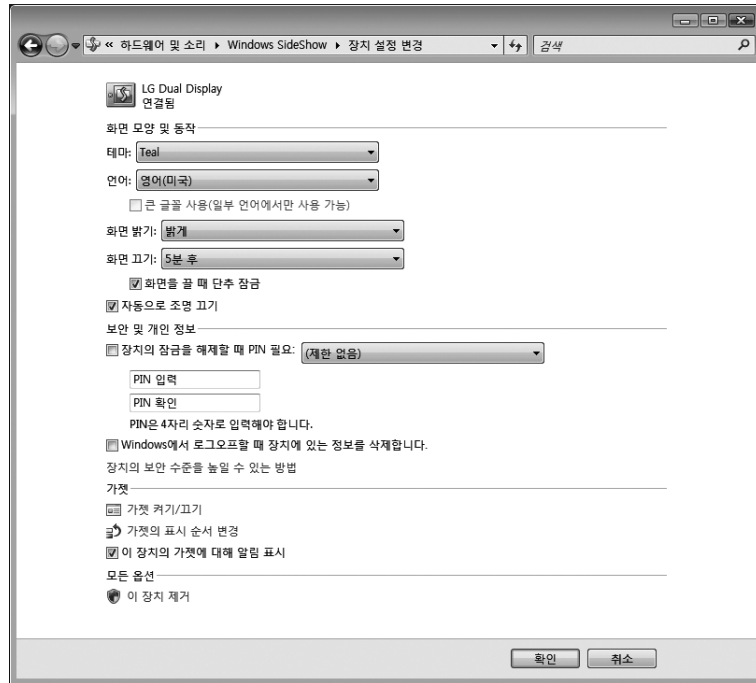 « 하드웨어 및 소리 ▸ Windows SideShow ▸ 장치 설정 변경
검색
LG Dual Display
연결됨
화면 모양 및 동작
테마: Teal
언어: 영어(미국)
큰 글꼴 사용(일부 언어에서만 사용 가능)
화면 밝기: 밝게
화면 끄기: 5분 후
화면을 끌 때 단추 잠금
자동으로 조명 끄기
보안 및 개인 정보
장치의 잠금을 해제할 때 PIN 필요: (제한 없음)
PIN 입력
PIN 확인
PIN은 4자리 숫자로 입력해야 합니다.
Windows에서 로그오프할 때 장치에 있는 정보를 삭제합니다.
장치의 보안 수준을 높일 수 있는 방법
가젯
가젯 켜기/끄기
가젯의 표시 순서 변경
이 장치의 가젯에 대해 알림 표시
모든 옵션
이 장치 제거
확인 취소